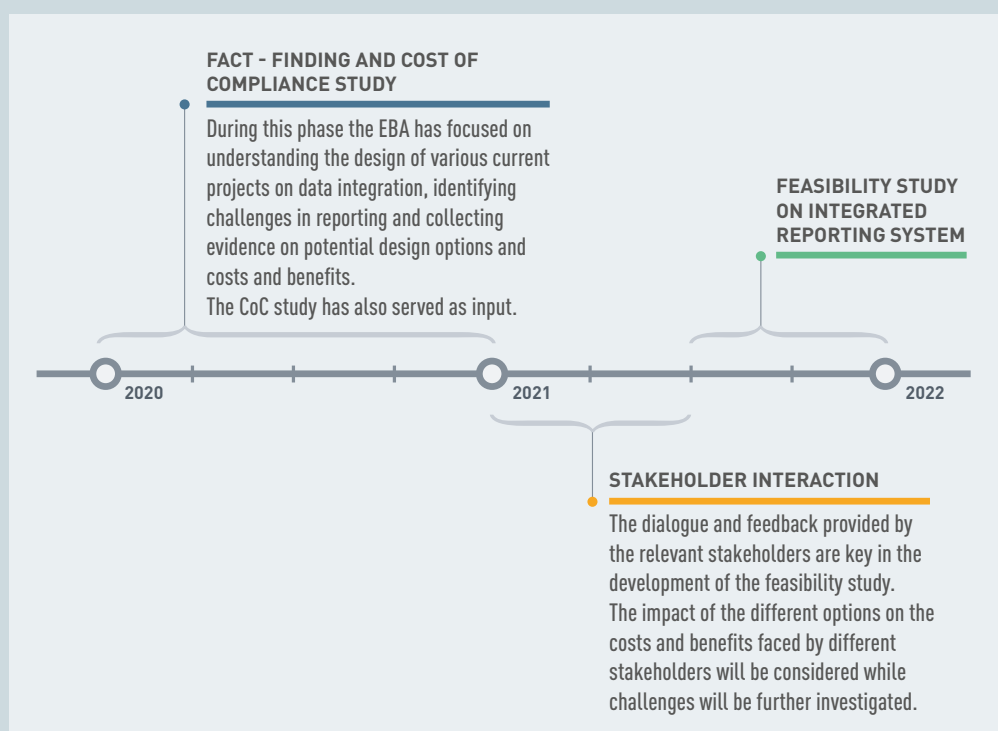 FACT - FINDING AND COST OF
COMPLIANCE STUDY
During this phase the EBA has focused on
understanding the design of various current
projects on data integration, identifying
challenges in reporting and collecting
evidence on potential design options and
costs and benefits.
The CoC study has also served as input.
FEASIBILITY STUDY
ON INTEGRATED
REPORTING SYSTEM
2020
2021
2022
STAKEHOLDER INTERACTION
The dialogue and feedback provided by
the relevant stakeholders are key in the
development of the feasibility study.
The impact of the different options on the
costs and benefits faced by different
stakeholders will be considered while
challenges will be further investigated.